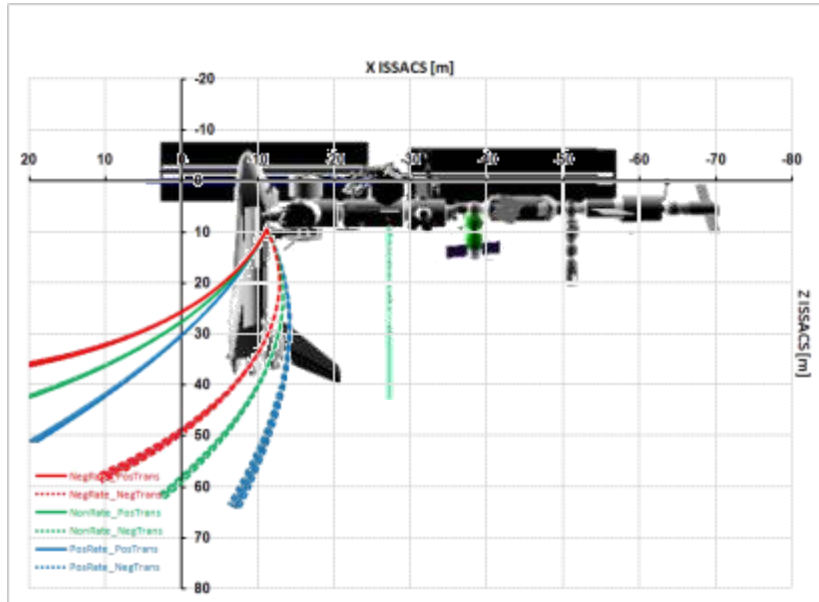 X ISSACS [m]
-20
-10
20 10 0 -10 -20 -30 -40 -50 -60 -70 -80
0
10
20
30
40
50
60
70
80
Z ISSACS [m]
NegRate_PosTrans
NegRate_NegTrans
NonRate_PosTrans
NonRate_NegTrans
PosRate_PosTrans
PosRate_NegTrans